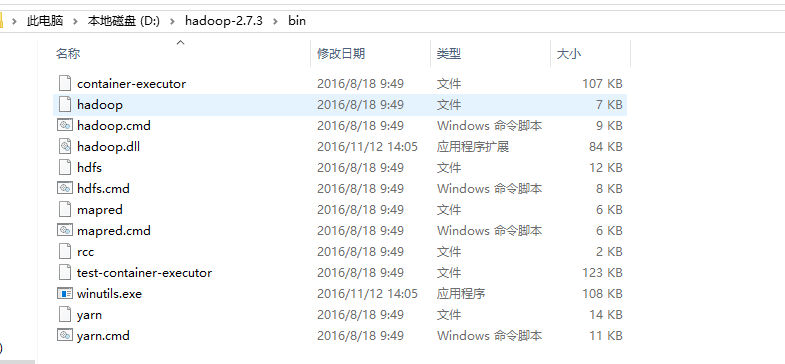 此电脑 > 本地磁盘 (D:) > hadoop-2.7.3 > bin
名称 修改日期 类型 大小
container-executor 2016/8/18 9:49 文件 107 KB
hadoop 2016/8/18 9:49 文件 7 KB
hadoop.cmd 2016/8/18 9:49 Windows 命令脚本 9 KB
hadoop.dll 2016/11/12 14:05 应用程序扩展 84 KB
hdfs 2016/8/18 9:49 文件 12 KB
hdfs.cmd 2016/8/18 9:49 Windows 命令脚本 8 KB
mapred 2016/8/18 9:49 文件 6 KB
mapred.cmd 2016/8/18 9:49 Windows 命令脚本 6 KB
rcc 2016/8/18 9:49 文件 2 KB
test-container-executor 2016/8/18 9:49 文件 123 KB
winutils.exe 2016/11/12 14:05 应用程序 108 KB
yarn 2016/8/18 9:49 文件 14 KB
yarn.cmd 2016/8/18 9:49 Windows 命令脚本 11 KB
)